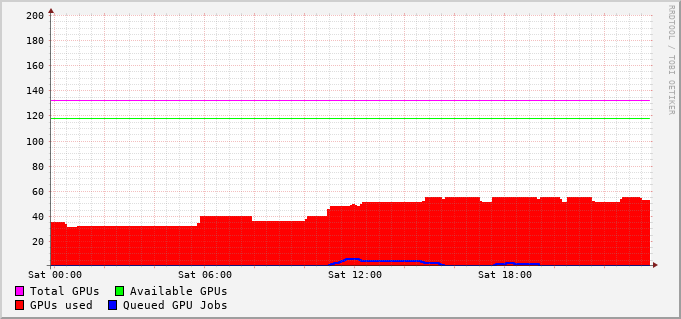 200
180
160
140
120
100
80
60
40
20
Sat 00:00 Sat 06:00 Sat 12:00 Sat 18:00
Total GPUs Available GPUs
GPUs used Queued GPU Jobs
RRDTOOL / TOBI OETIKER